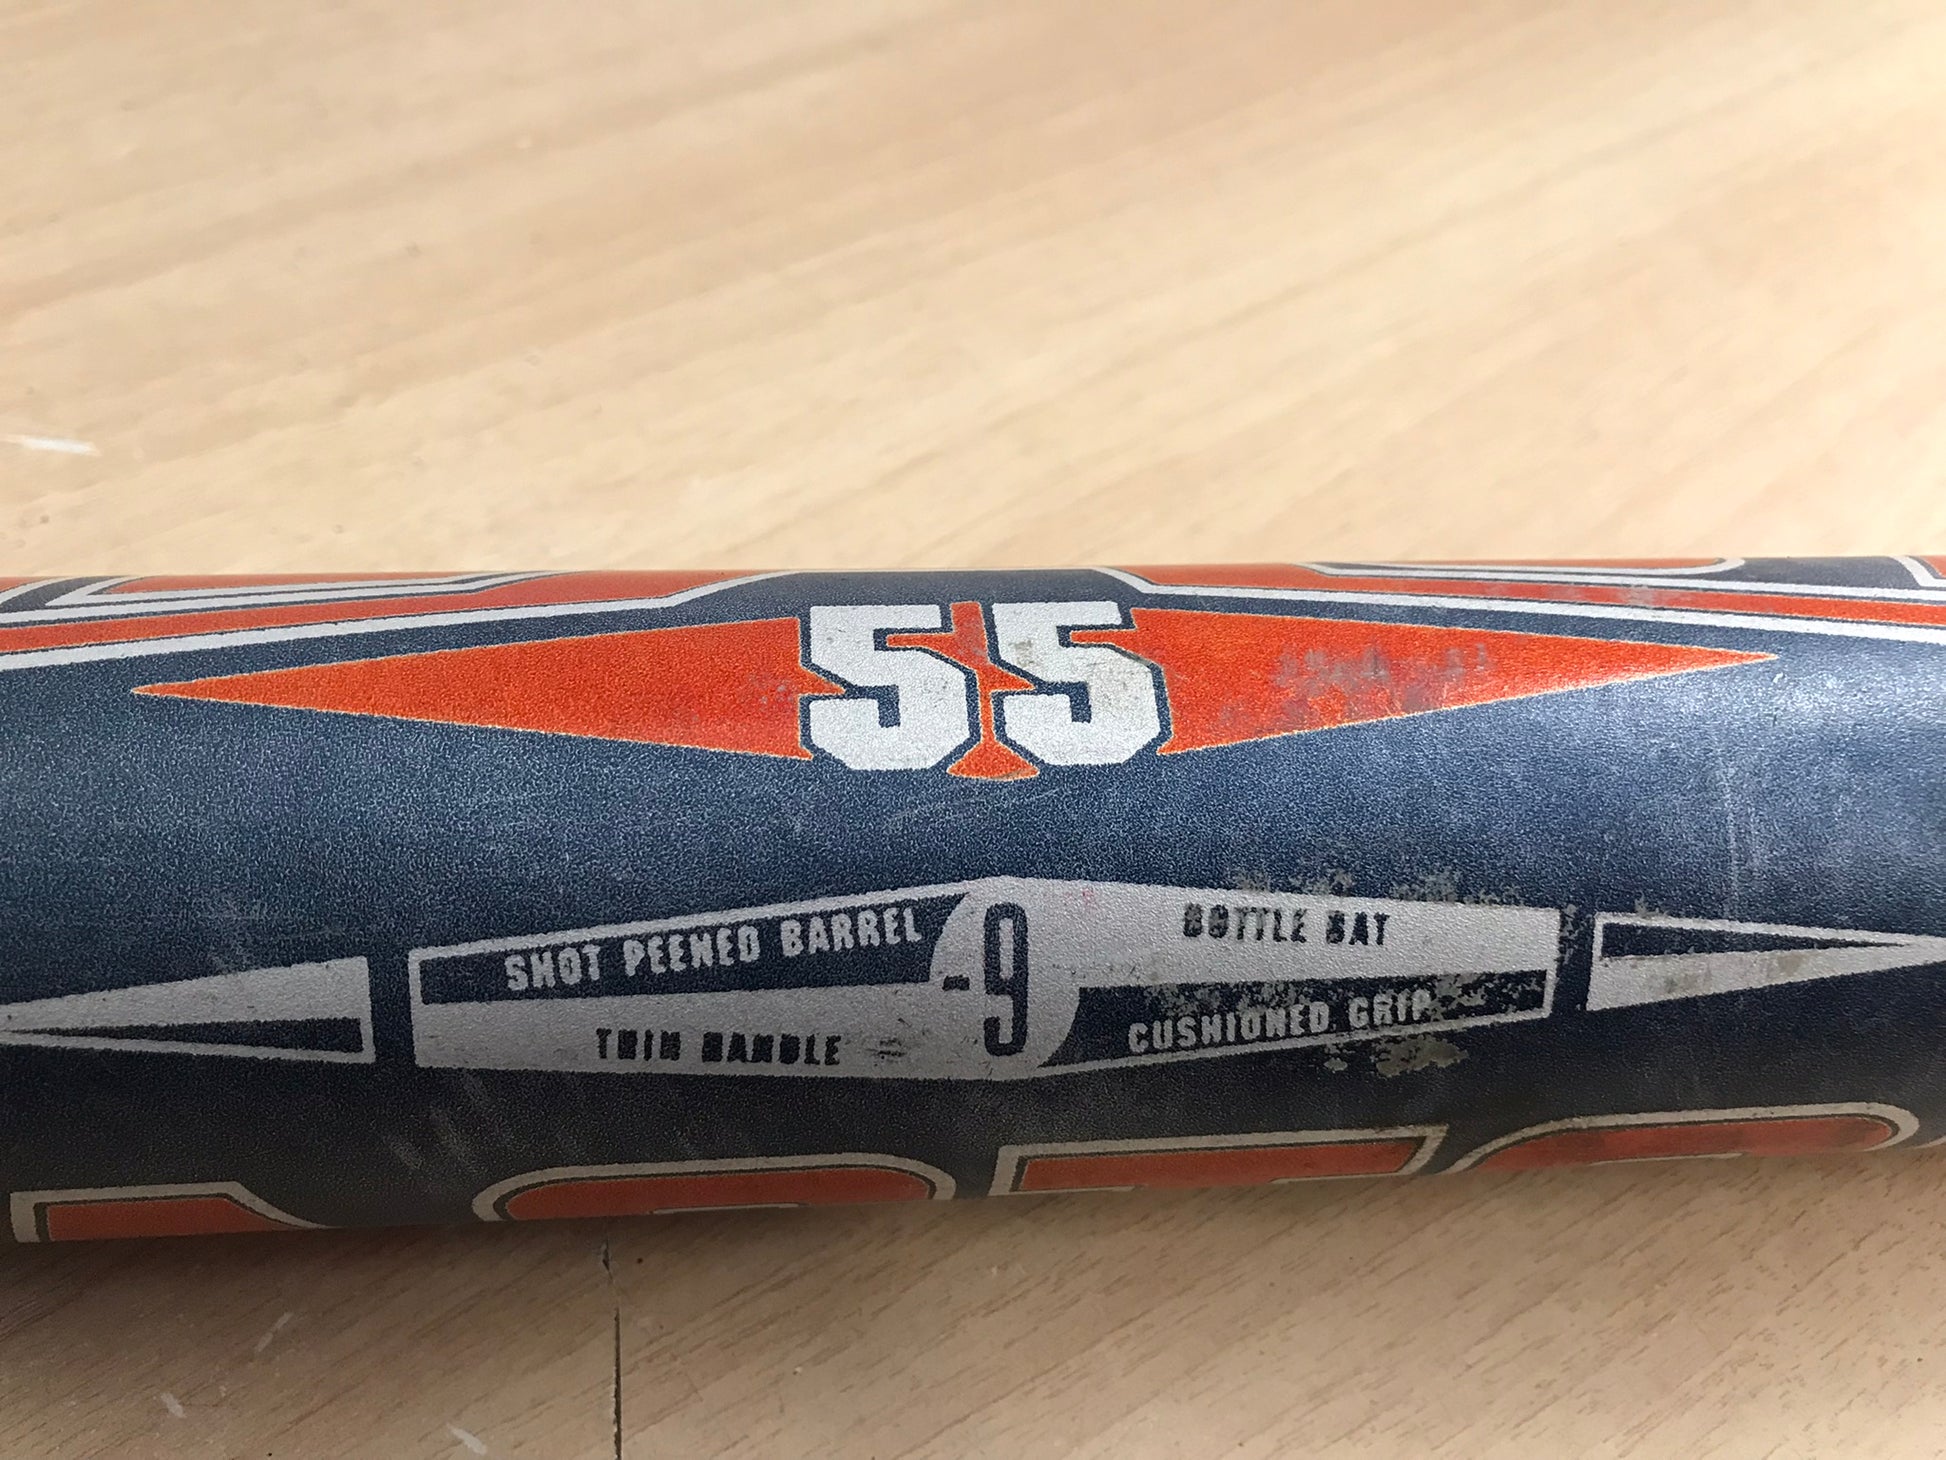 55
SHOT PEENED BARREL
THIN HANDLE
-9
BOTTLE BAT
CUSHIONED GRIP